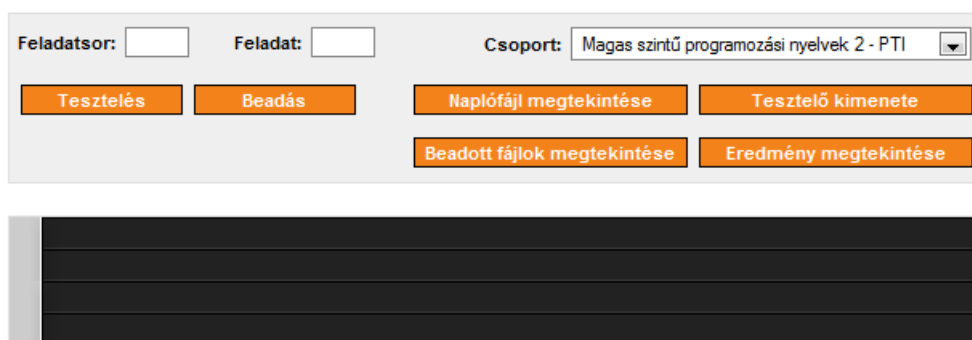 Feladatsor: Feladat: Csoport: Magas szintű programozási nyelvek 2 - PTI
Tesztelés Beadás Naplófájl megtekintése Tesztelő kimenete
Beadott fájlok megtekintése Eredmény megtekintése